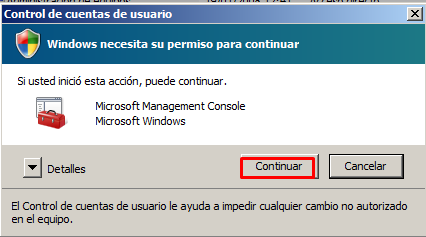 Control de cuentas de usuario
Windows necesita su permiso para continuar
Si usted inició esta acción, puede continuar.
Microsoft Management Console
Microsoft Windows
Detalles
Continuar
Cancelar
El Control de cuentas de usuario le ayuda a impedir cualquier cambio no autorizado
en el equipo.